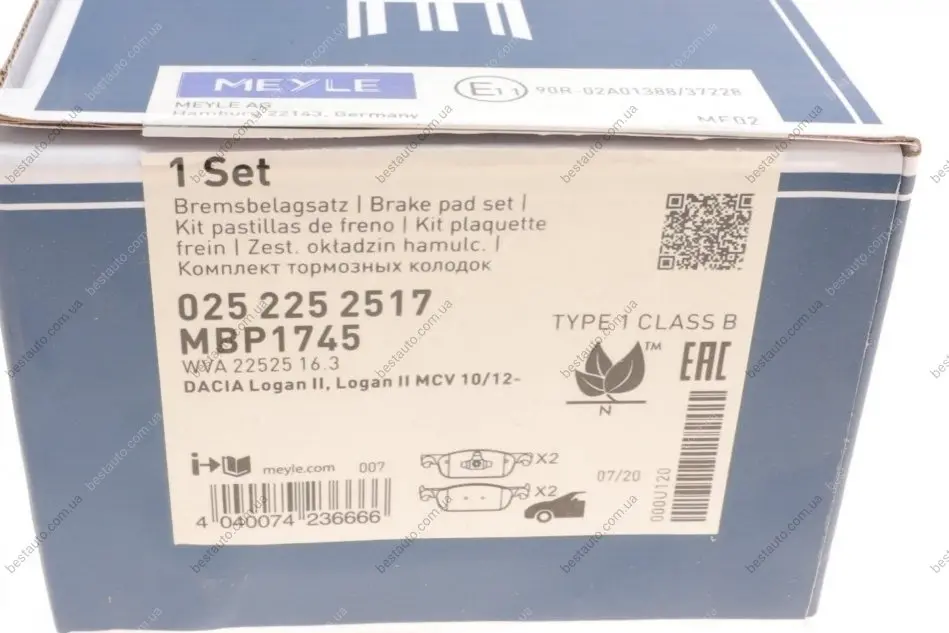 MEYLE
MEYLE AG
Hamburg 22143, Germany
E11 90R-02A01388/37228
MF02
1 Set
Bremsbelagsatz | Brake pad set |
Kit pastillas de freno | Kit plaquette
frein | Zest. okładzin hamulc. |
Комплект тормозных колодок
025 225 2517
MBP1745
WVA 22525 16.3
DACIA Logan II, Logan II MCV 10/12-
TYPE 1 CLASS B
TM
N
EAC
meyle.com 007
4 040074 236666
X2
X2
07/20
000U120
bestauto.com.ua